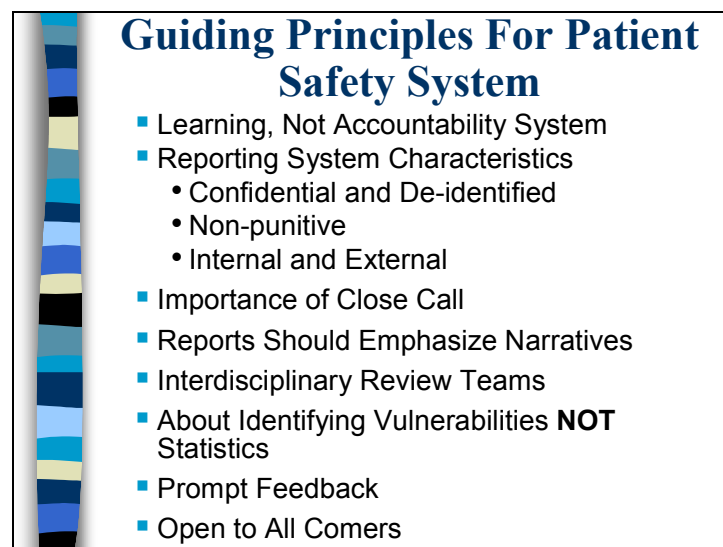 Guiding Principles For Patient
Safety System
▪ Learning, Not Accountability System
▪ Reporting System Characteristics
• Confidential and De-identified
• Non-punitive
• Internal and External
▪ Importance of Close Call
▪ Reports Should Emphasize Narratives
▪ Interdisciplinary Review Teams
▪ About Identifying Vulnerabilities NOT
Statistics
▪ Prompt Feedback
▪ Open to All Comers